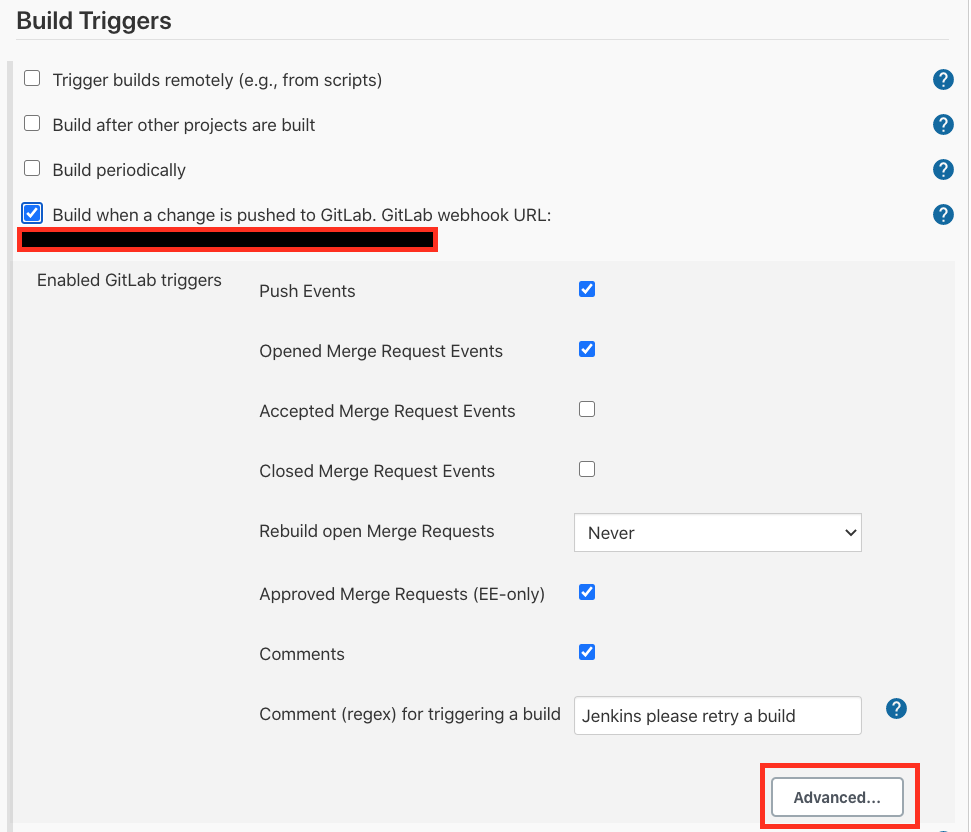 Build Triggers
Trigger builds remotely (e.g., from scripts)
?
Build after other projects are built
?
Build periodically
?
Build when a change is pushed to GitLab. GitLab webhook URL:
?
Enabled GitLab triggers
Push Events
Opened Merge Request Events
Accepted Merge Request Events
Closed Merge Request Events
Rebuild open Merge Requests
Never
Approved Merge Requests (EE-only)
Comments
Comment (regex) for triggering a build
Jenkins please retry a build
?
Advanced...